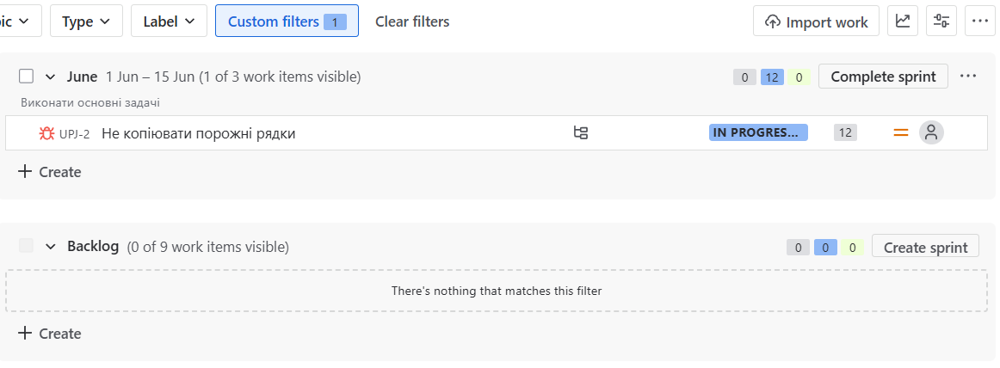 ic Type Label Custom filters 1 Clear filters Import work
June 1 Jun – 15 Jun (1 of 3 work items visible) 0 12 0 Complete sprint
Виконати основні задачі
UPJ-2 Не копіювати порожні рядки IN PROGRES... 12
Create
Backlog (0 of 9 work items visible) 0 0 0 Create sprint
There's nothing that matches this filter
Create